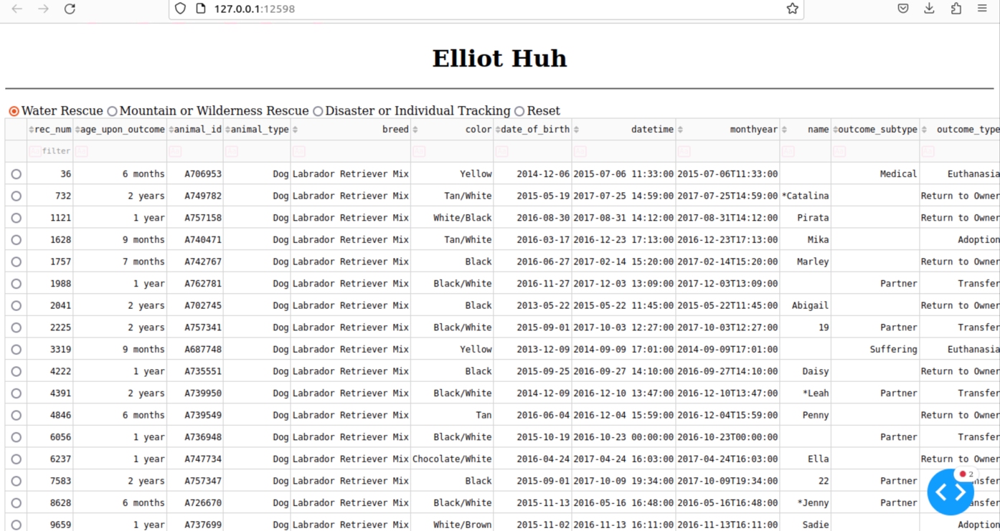 127.0.0.1:12598
Elliot Huh
Water Rescue Mountain or Wilderness Rescue Disaster or Individual Tracking Reset
rec_num age_upon_outcome animal_id animal_type breed color date_of_birth datetime monthyear name outcome_subtype outcome_type
Aa filter Aa Aa Aa Aa Aa Aa Aa Aa Aa Aa Aa
36 6 months A706953 Dog Labrador Retriever Mix Yellow 2014-12-06 2015-07-06 11:33:00 2015-07-06T11:33:00 Medical Euthanasia
732 2 years A749782 Dog Labrador Retriever Mix Tan/White 2015-05-19 2017-07-25 14:59:00 2017-07-25T14:59:00 *Catalina Return to Owner
1121 1 year A757158 Dog Labrador Retriever Mix White/Black 2016-08-30 2017-08-31 14:12:00 2017-08-31T14:12:00 Pirata Return to Owner
1628 9 months A740471 Dog Labrador Retriever Mix Tan/White 2016-03-17 2016-12-23 17:13:00 2016-12-23T17:13:00 Mika Adoption
1757 7 months A742767 Dog Labrador Retriever Mix Black 2016-06-27 2017-02-14 15:20:00 2017-02-14T15:20:00 Marley Return to Owner
1988 1 year A762781 Dog Labrador Retriever Mix Black/White 2016-11-27 2017-12-03 13:09:00 2017-12-03T13:09:00 Partner Transfer
2041 2 years A702745 Dog Labrador Retriever Mix Black 2013-05-22 2015-05-22 11:45:00 2015-05-22T11:45:00 Abigail Return to Owner
2225 2 years A757341 Dog Labrador Retriever Mix Black/White 2015-09-01 2017-10-03 12:27:00 2017-10-03T12:27:00 19 Partner Transfer
3319 9 months A687748 Dog Labrador Retriever Mix Yellow 2013-12-09 2014-09-09 17:01:00 2014-09-09T17:01:00 Suffering Euthanasia
4222 1 year A735551 Dog Labrador Retriever Mix Black 2015-09-25 2016-09-27 14:10:00 2016-09-27T14:10:00 Daisy Return to Owner
4391 2 years A739950 Dog Labrador Retriever Mix Black/White 2014-12-09 2016-12-10 13:47:00 2016-12-10T13:47:00 *Leah Partner Transfer
4846 6 months A739549 Dog Labrador Retriever Mix Tan 2016-06-04 2016-12-04 15:59:00 2016-12-04T15:59:00 Penny Return to Owner
6056 1 year A736948 Dog Labrador Retriever Mix Black/White 2015-10-19 2016-10-23 00:00:00 2016-10-23T00:00:00 Partner Transfer
6237 1 year A747734 Dog Labrador Retriever Mix Chocolate/White 2016-04-24 2017-04-24 16:03:00 2017-04-24T16:03:00 Ella Return to Owner
7583 2 years A757347 Dog Labrador Retriever Mix Black 2015-09-01 2017-10-09 19:34:00 2017-10-09T19:34:00 22 Partner nsfer 2
8628 6 months A726670 Dog Labrador Retriever Mix Black/White 2015-11-13 2016-05-16 16:48:00 2016-05-16T16:48:00 *Jenny Partner ansfer
9659 1 year A737699 Dog Labrador Retriever Mix White/Brown 2015-11-02 2016-11-13 16:11:00 2016-11-13T16:11:00 Sadie Adoption